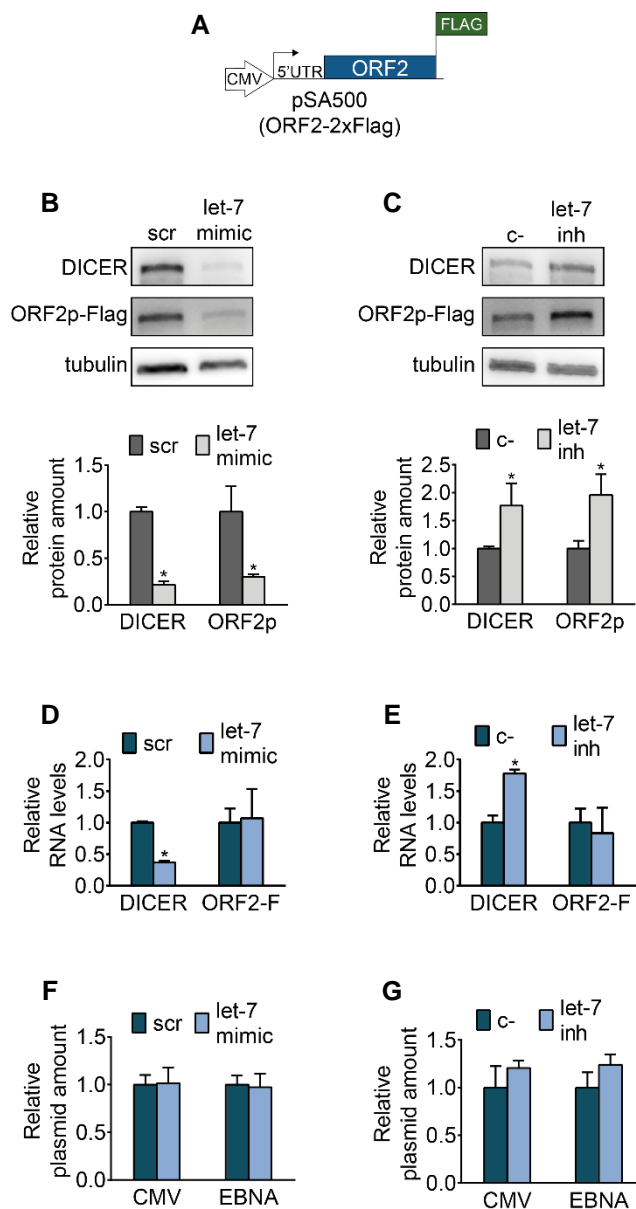 A
FLAG
CMV
5'UTR
ORF2
pSA500
(ORF2-2xFlag)
B
scr
let-7
mimic
DICER
ORF2p-Flag
tubulin
scr
let-7
mimic
Relative
protein amount
1.5
1.0
0.5
0.0
*
*
DICER
ORF2p
C
c-
let-7
inh
DICER
ORF2p-Flag
tubulin
c-
let-7
inh
Relative
protein amount
2.5
2.0
1.5
1.0
0.5
0.0
*
*
DICER
ORF2p
D
scr
let-7
mimic
Relative
RNA levels
2.0
1.5
1.0
0.5
0.0
*
DICER
ORF2-F
E
c-
let-7
inh
Relative
RNA levels
2.0
1.5
1.0
0.5
0.0
*
DICER
ORF2-F
F
scr
let-7
mimic
Relative
plasmid amount
1.5
1.0
0.5
0.0
CMV
EBNA
G
c-
let-7
inh
Relative
plasmid amount
1.5
1.0
0.5
0.0
CMV
EBNA